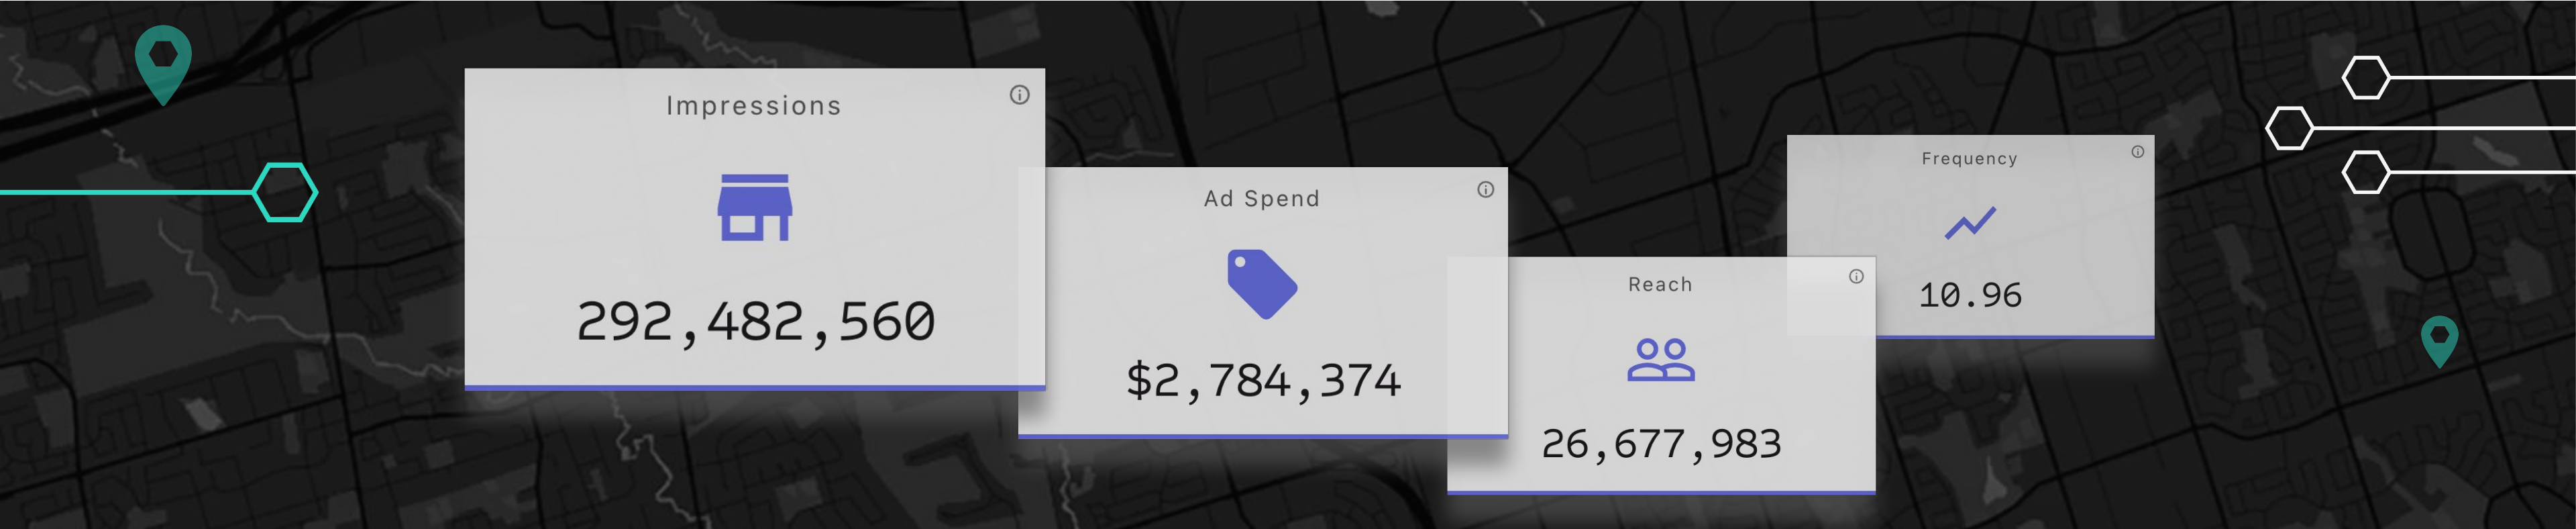 Impressions
292,482,560
Ad Spend
$2,784,374
Reach
26,677,983
Frequency
10.96